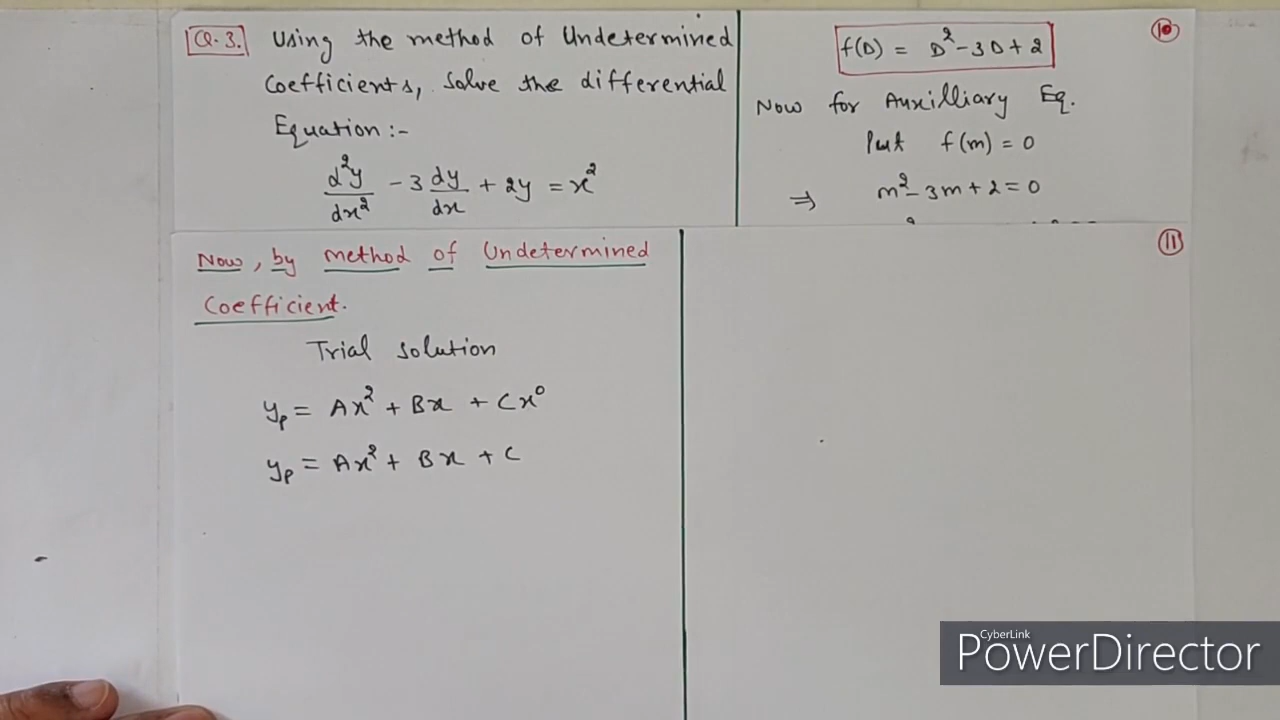 Q.3. Using the method of Undetermined
Coefficients, solve the differential
Equation :-
d²y/dx² - 3 dy/dx + 2y = x²
10
f(D) = D² - 3D + 2
Now for Auxilliary Eq.
Put f(m) = 0
⇒ m² - 3m + 2 = 0
Now, by method of Undetermined
Coefficient.
Trial solution
yₚ = Ax² + Bx + Cx⁰
yₚ = Ax² + Bx + C
11
CyberLink
PowerDirector